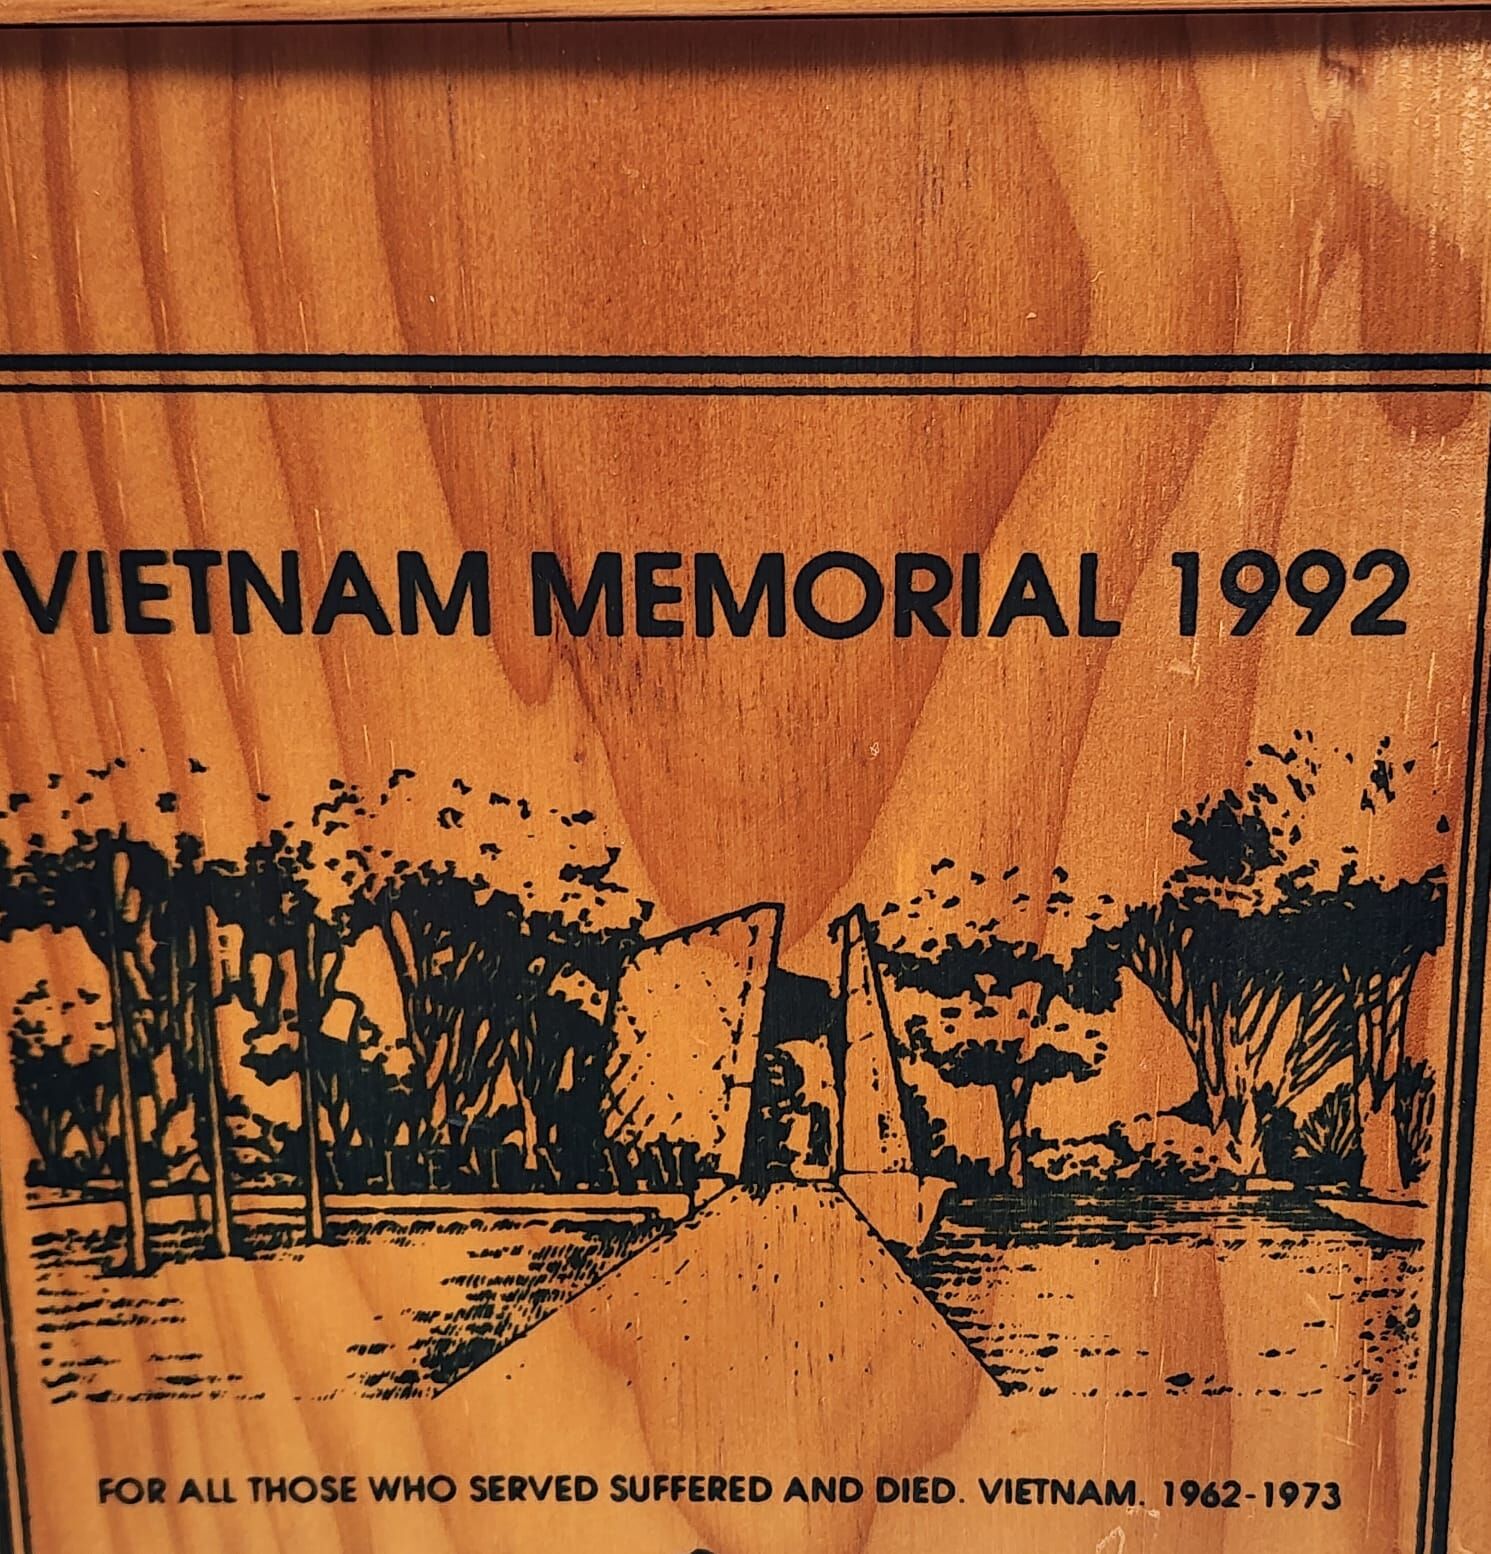 VIETNAM MEMORIAL 1992
FOR ALL THOSE WHO SERVED SUFFERED AND DIED. VIETNAM. 1962-1973